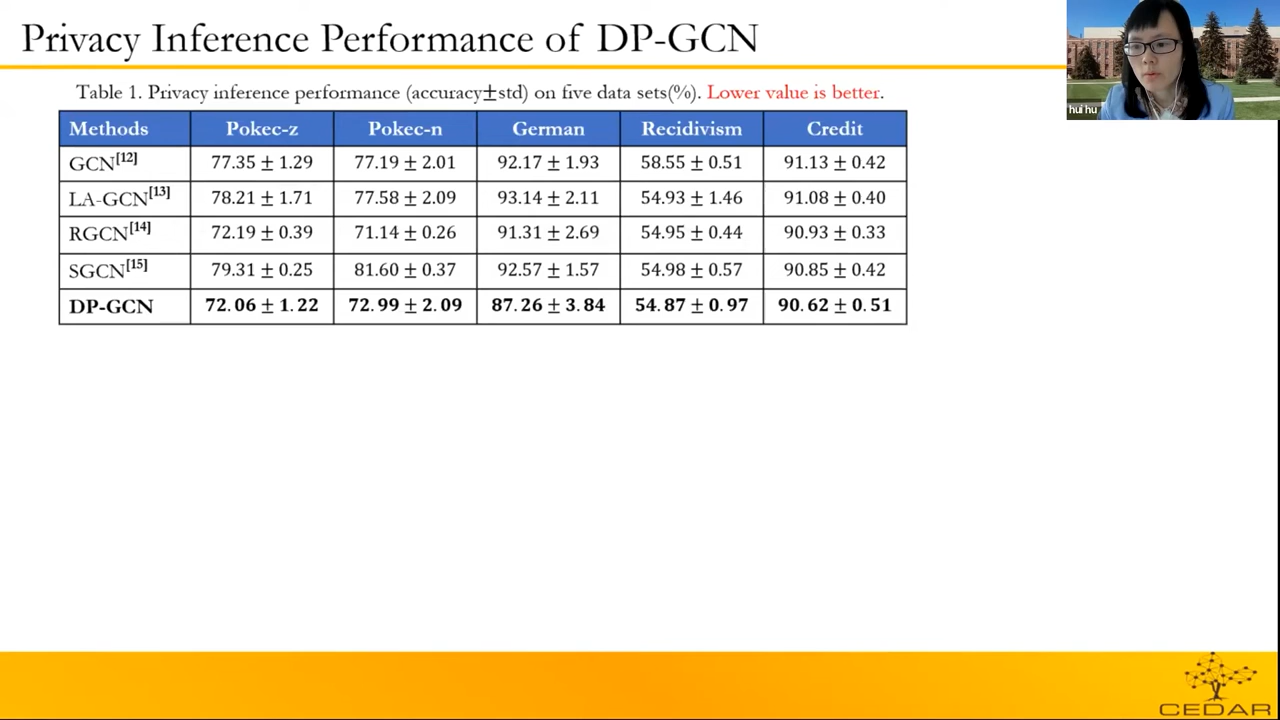 Privacy Inference Performance of DP-GCN
hui hu
Table 1. Privacy inference performance (accuracy±std) on five data sets(%). Lower value is better.
Methods Pokec-z Pokec-n German Recidivism Credit
GCN[12] 77.35 ± 1.29 77.19 ± 2.01 92.17 ± 1.93 58.55 ± 0.51 91.13 ± 0.42
LA-GCN[13] 78.21 ± 1.71 77.58 ± 2.09 93.14 ± 2.11 54.93 ± 1.46 91.08 ± 0.40
RGCN[14] 72.19 ± 0.39 71.14 ± 0.26 91.31 ± 2.69 54.95 ± 0.44 90.93 ± 0.33
SGCN[15] 79.31 ± 0.25 81.60 ± 0.37 92.57 ± 1.57 54.98 ± 0.57 90.85 ± 0.42
DP-GCN 72.06 ± 1.22 72.99 ± 2.09 87.26 ± 3.84 54.87 ± 0.97 90.62 ± 0.51
CEDAR